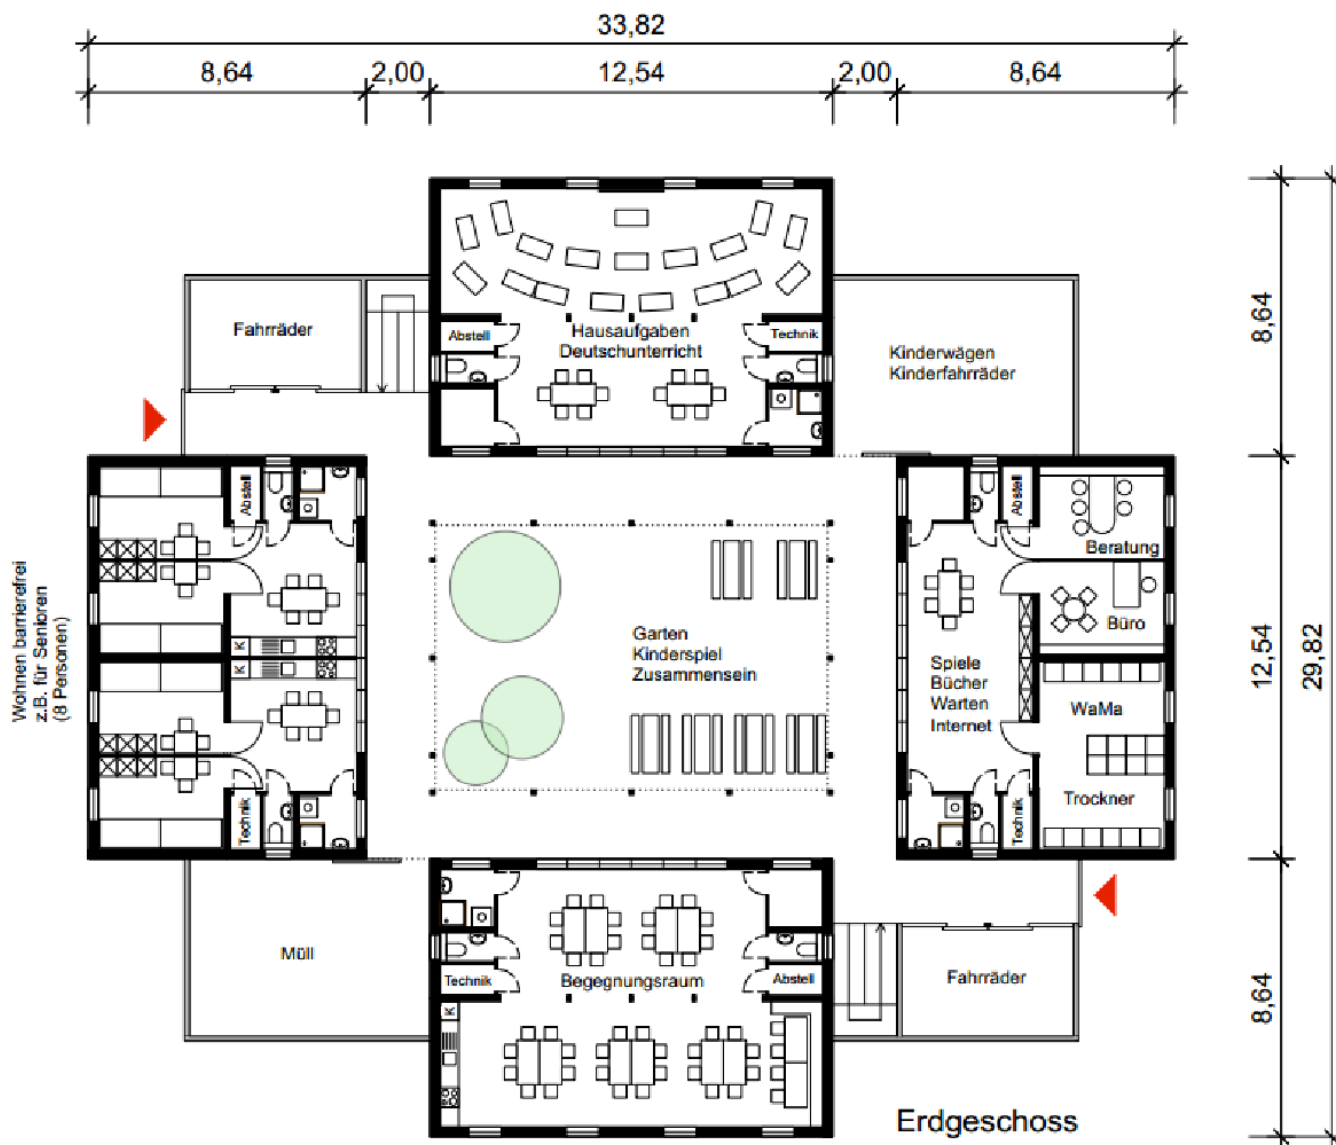 33,82
8,64
2,00
12,54
2,00
8,64
Fahrräder
Abstell
Hausaufgaben
Deutschunterricht
Technik
Kinderwägen
Kinderfahrräder
8,64
Wohnen barrierefrei
z.B. für Senioren
(8 Personen)
Abstell
K
K
Technik
Garten
Kinderspiel
Zusammensein
Abstell
Beratung
Büro
Spiele
Bücher
Warten
Internet
WaMa
Trockner
Technik
12,54
29,82
Müll
Technik
Begegnungsraum
Abstell
K
Fahrräder
8,64
Erdgeschoss